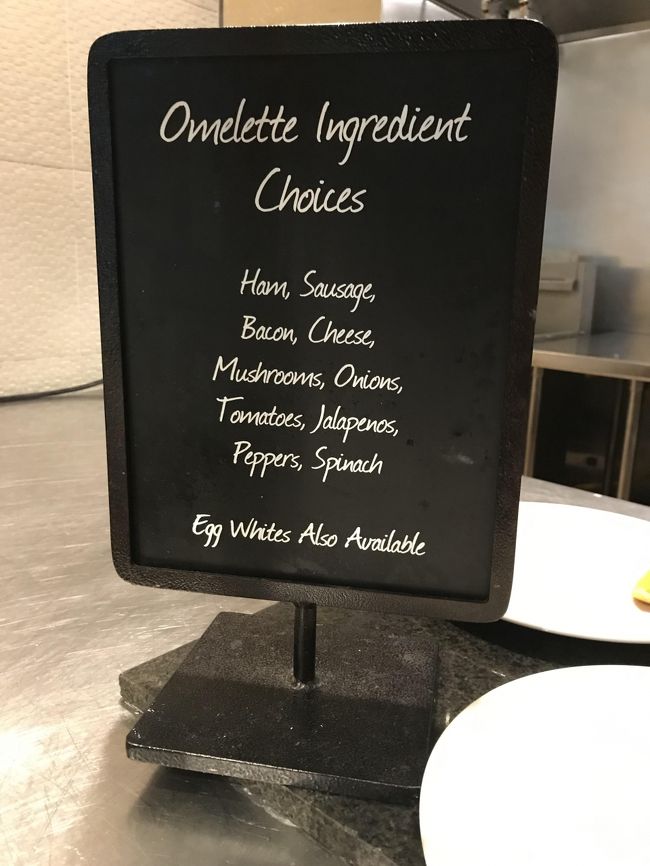 Omelette Ingredient
Choices
Ham, Sausage,
Bacon, Cheese,
Mushrooms, Onions,
Tomatoes, Jalapenos,
Peppers, Spinach
Egg Whites Also Available